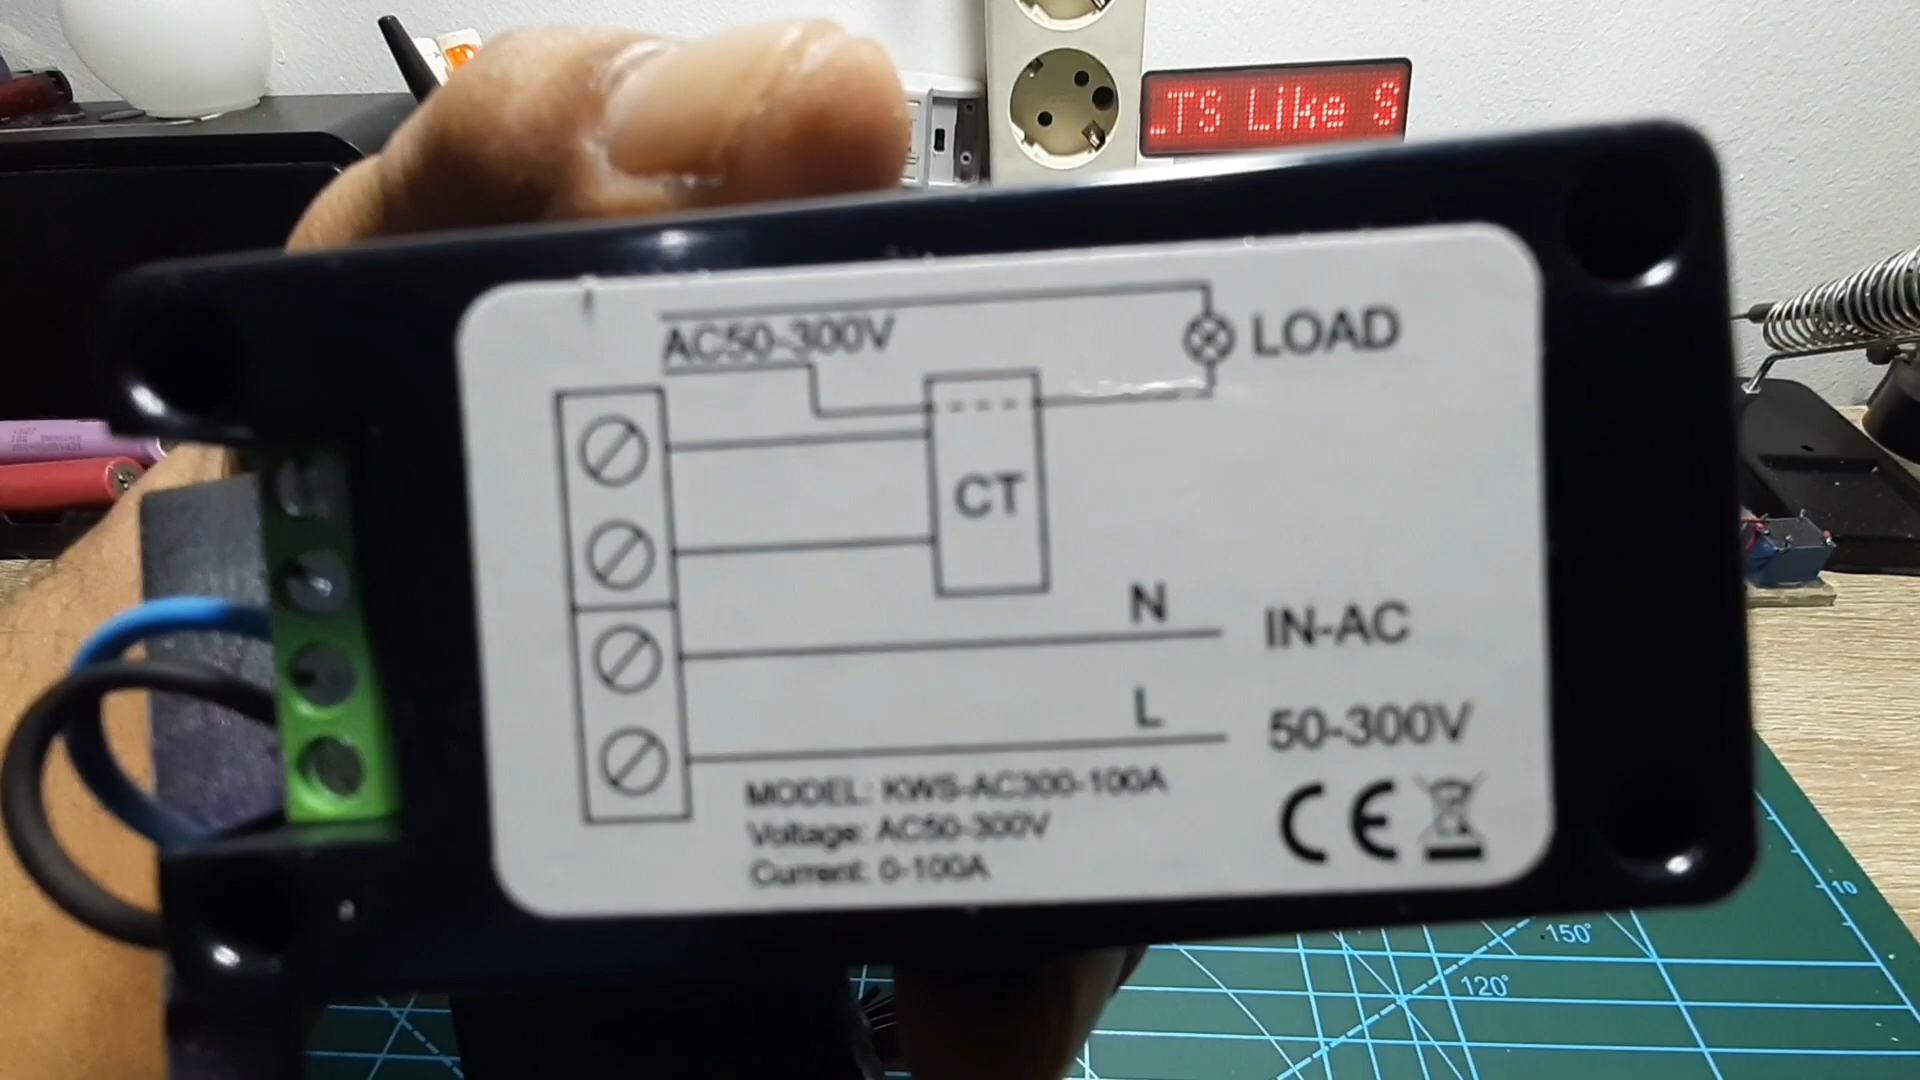 _TS Like S
AC50-300V
LOAD
CT
N
IN-AC
L
50-300V
MODEL: KWS-AC300-100A
Voltage: AC50-300V
Current: 0-100A
CE
10
150°
120°